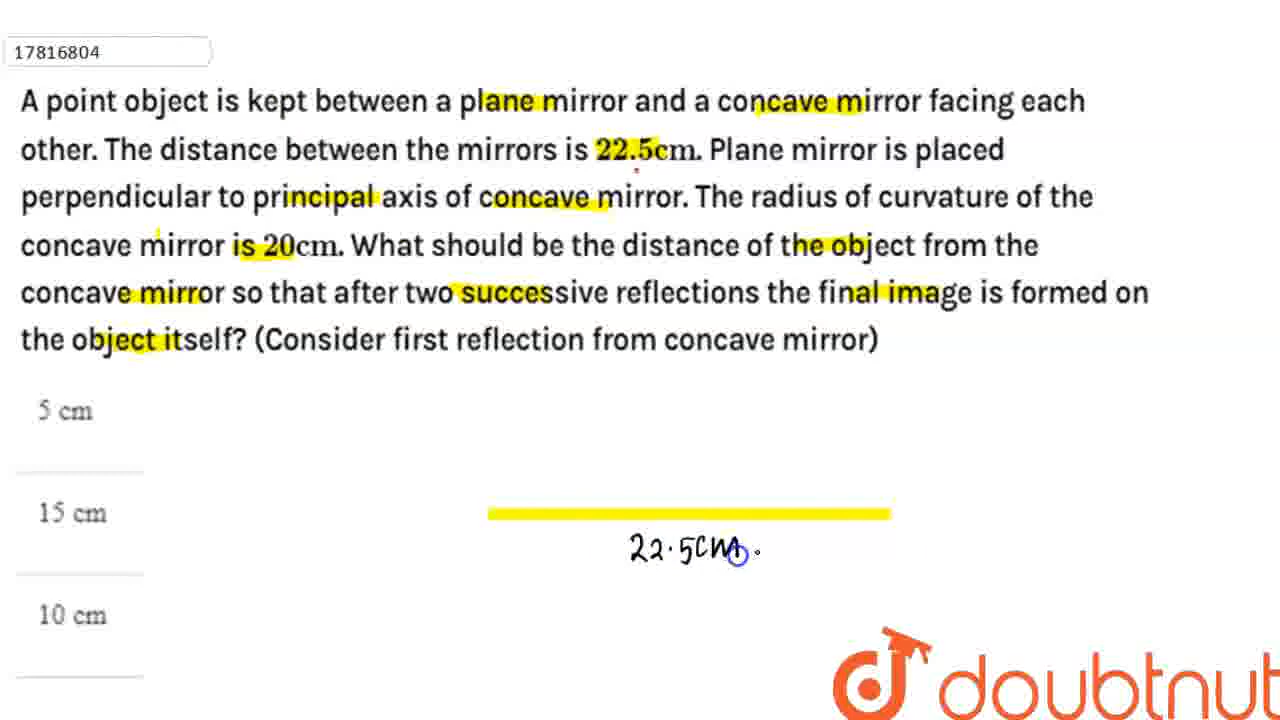 17816804
A point object is kept between a plane mirror and a concave mirror facing each
other. The distance between the mirrors is 22.5cm. Plane mirror is placed
perpendicular to principal axis of concave mirror. The radius of curvature of the
concave mirror is 20cm. What should be the distance of the object from the
concave mirror so that after two successive reflections the final image is formed on
the object itself? (Consider first reflection from concave mirror)
5 cm
15 cm
22.5cm.
10 cm
doubtnut